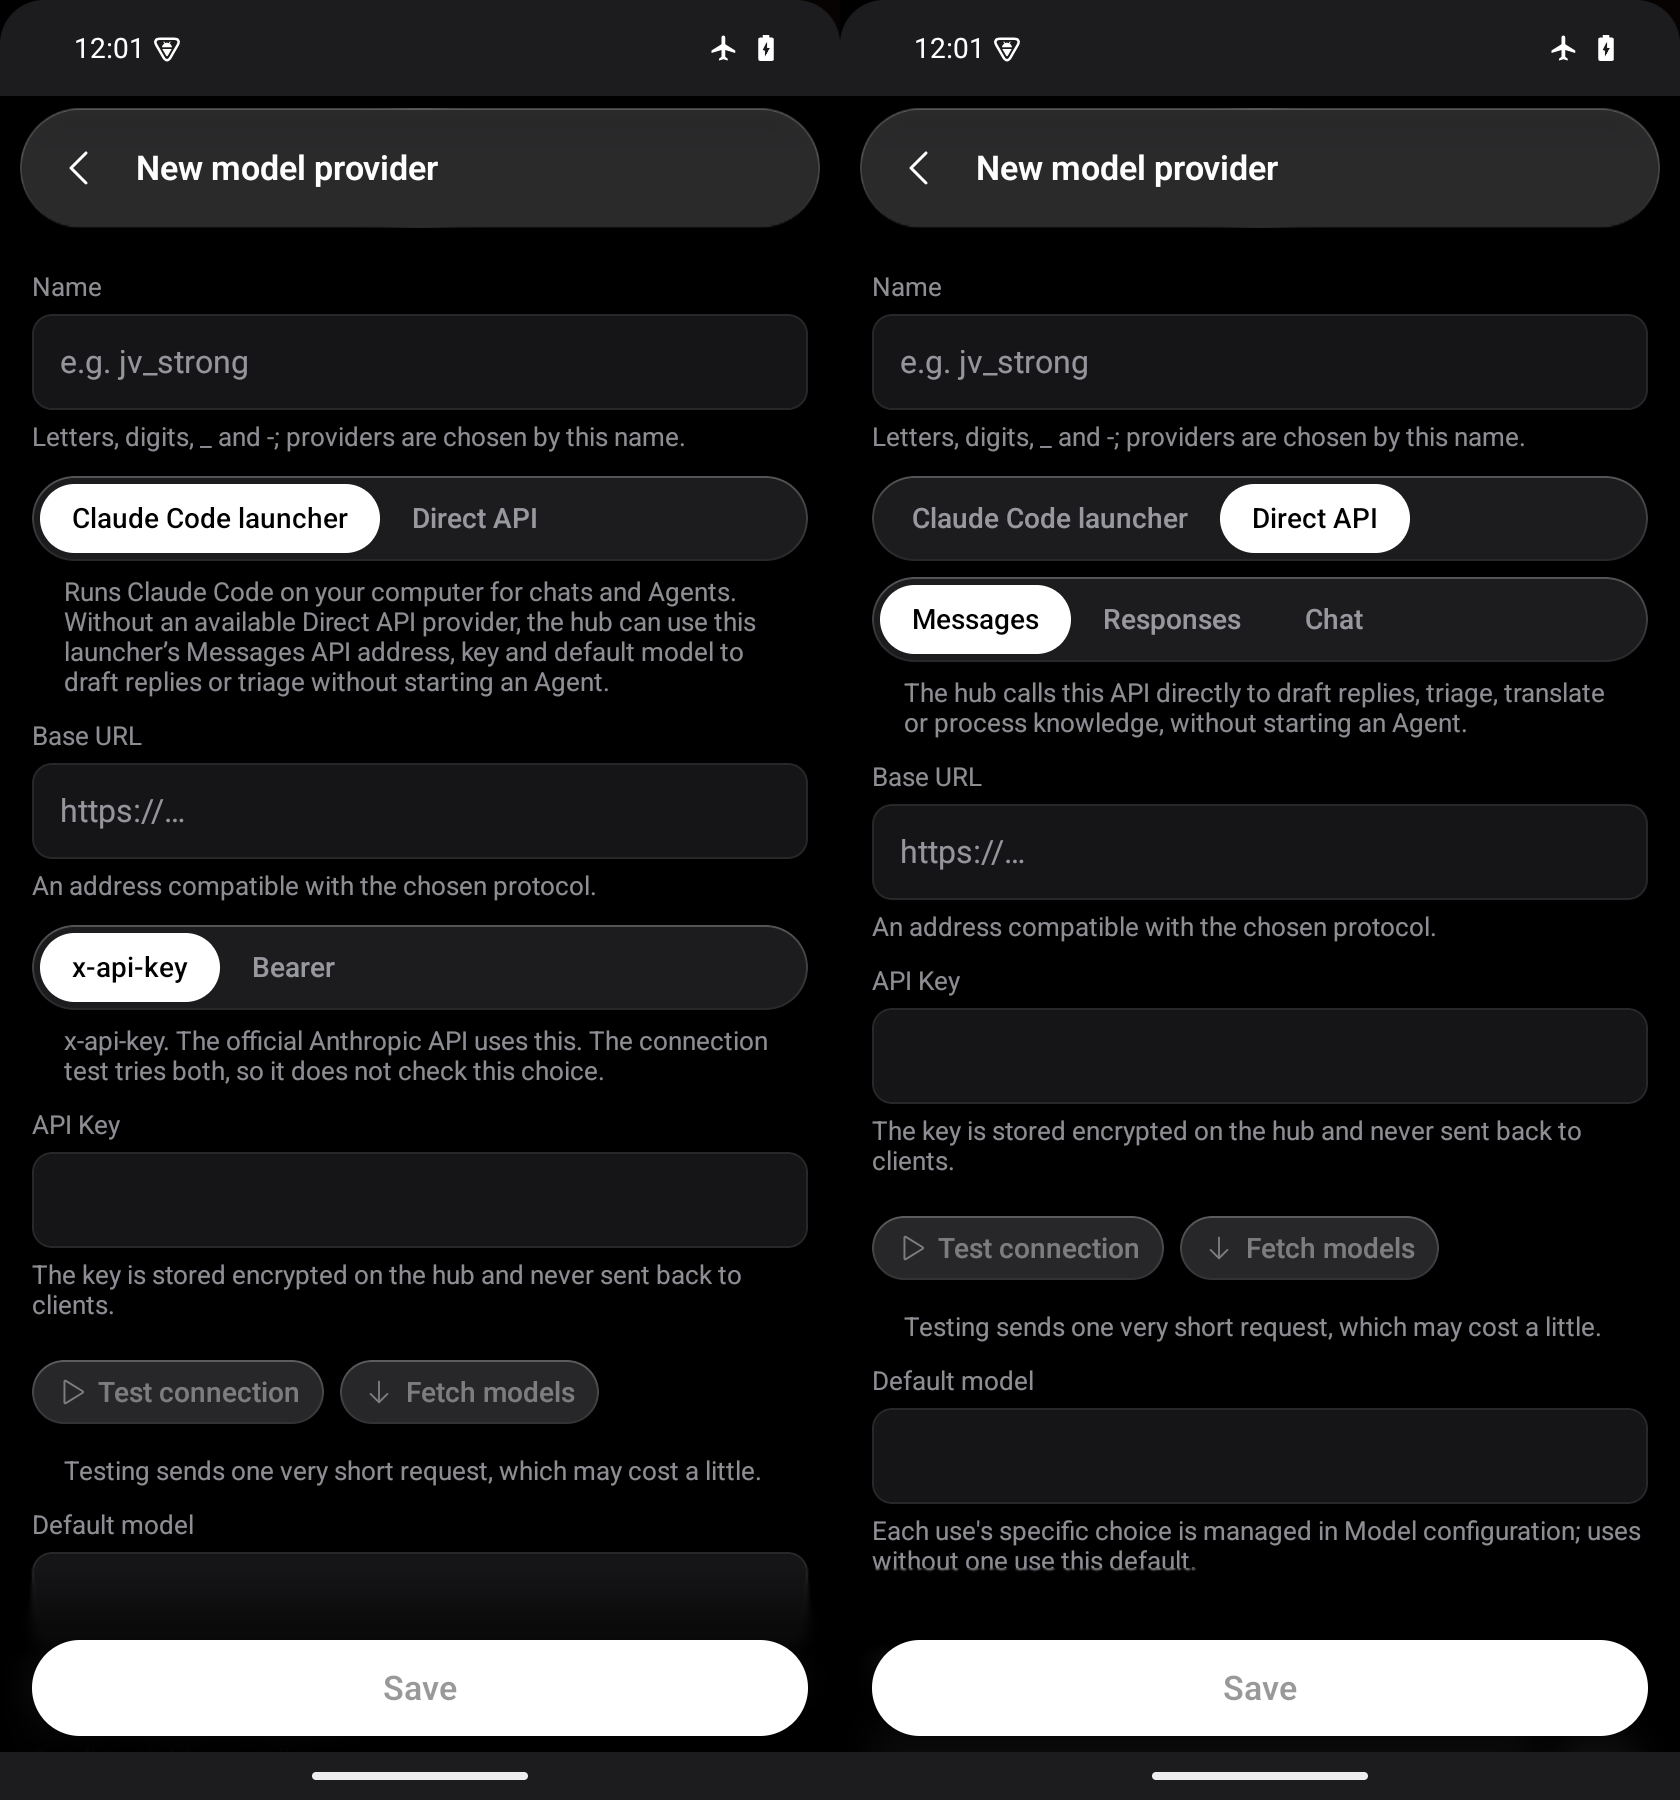 12:01
New model provider
Name
e.g. jv_strong
Letters, digits, _ and -; providers are chosen by this name.
Claude Code launcher
Direct API
Runs Claude Code on your computer for chats and Agents.
Without an available Direct API provider, the hub can use this
launcher’s Messages API address, key and default model to
draft replies or triage without starting an Agent.
Base URL
https://…
An address compatible with the chosen protocol.
x-api-key
Bearer
x-api-key. The official Anthropic API uses this. The connection
test tries both, so it does not check this choice.
API Key
The key is stored encrypted on the hub and never sent back to
clients.
Test connection
Fetch models
Testing sends one very short request, which may cost a little.
Default model
Save
12:01
New model provider
Name
e.g. jv_strong
Letters, digits, _ and -; providers are chosen by this name.
Claude Code launcher
Direct API
Messages
Responses
Chat
The hub calls this API directly to draft replies, triage, translate
or process knowledge, without starting an Agent.
Base URL
https://…
An address compatible with the chosen protocol.
API Key
The key is stored encrypted on the hub and never sent back to
clients.
Test connection
Fetch models
Testing sends one very short request, which may cost a little.
Default model
Each use's specific choice is managed in Model configuration; uses
without one use this default.
Save